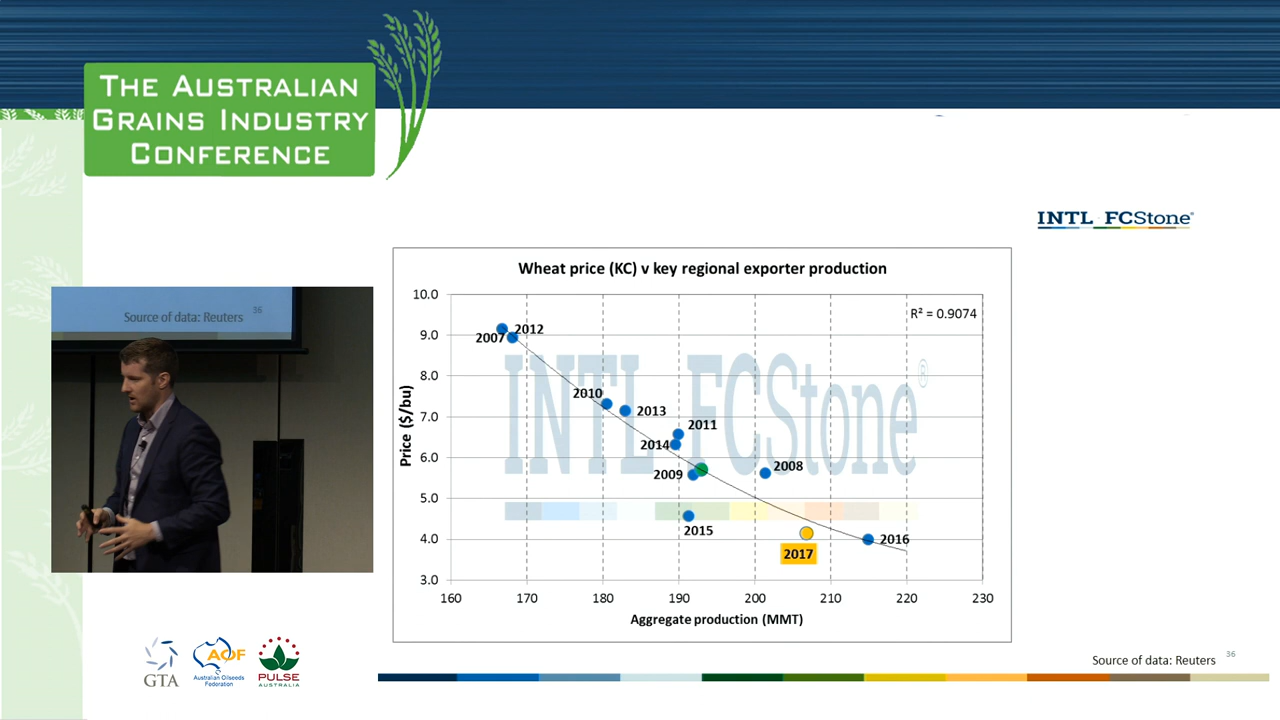 THE AUSTRALIAN
GRAINS INDUSTRY
CONFERENCE
INTL FCStone®
Source of data: Reuters 36
Wheat price (KC) v key regional exporter production
R² = 0.9074
Price ($/bu)
10.0
9.0
8.0
7.0
6.0
5.0
4.0
3.0
2012
2007
2010
2013
2011
2014
2009
2008
2015
2016
2017
INTL FCStone®
160 170 180 190 200 210 220 230
Aggregate production (MMT)
GTA
AOF
Australian Oilseeds
Federation
PULSE
AUSTRALIA
Source of data: Reuters 36